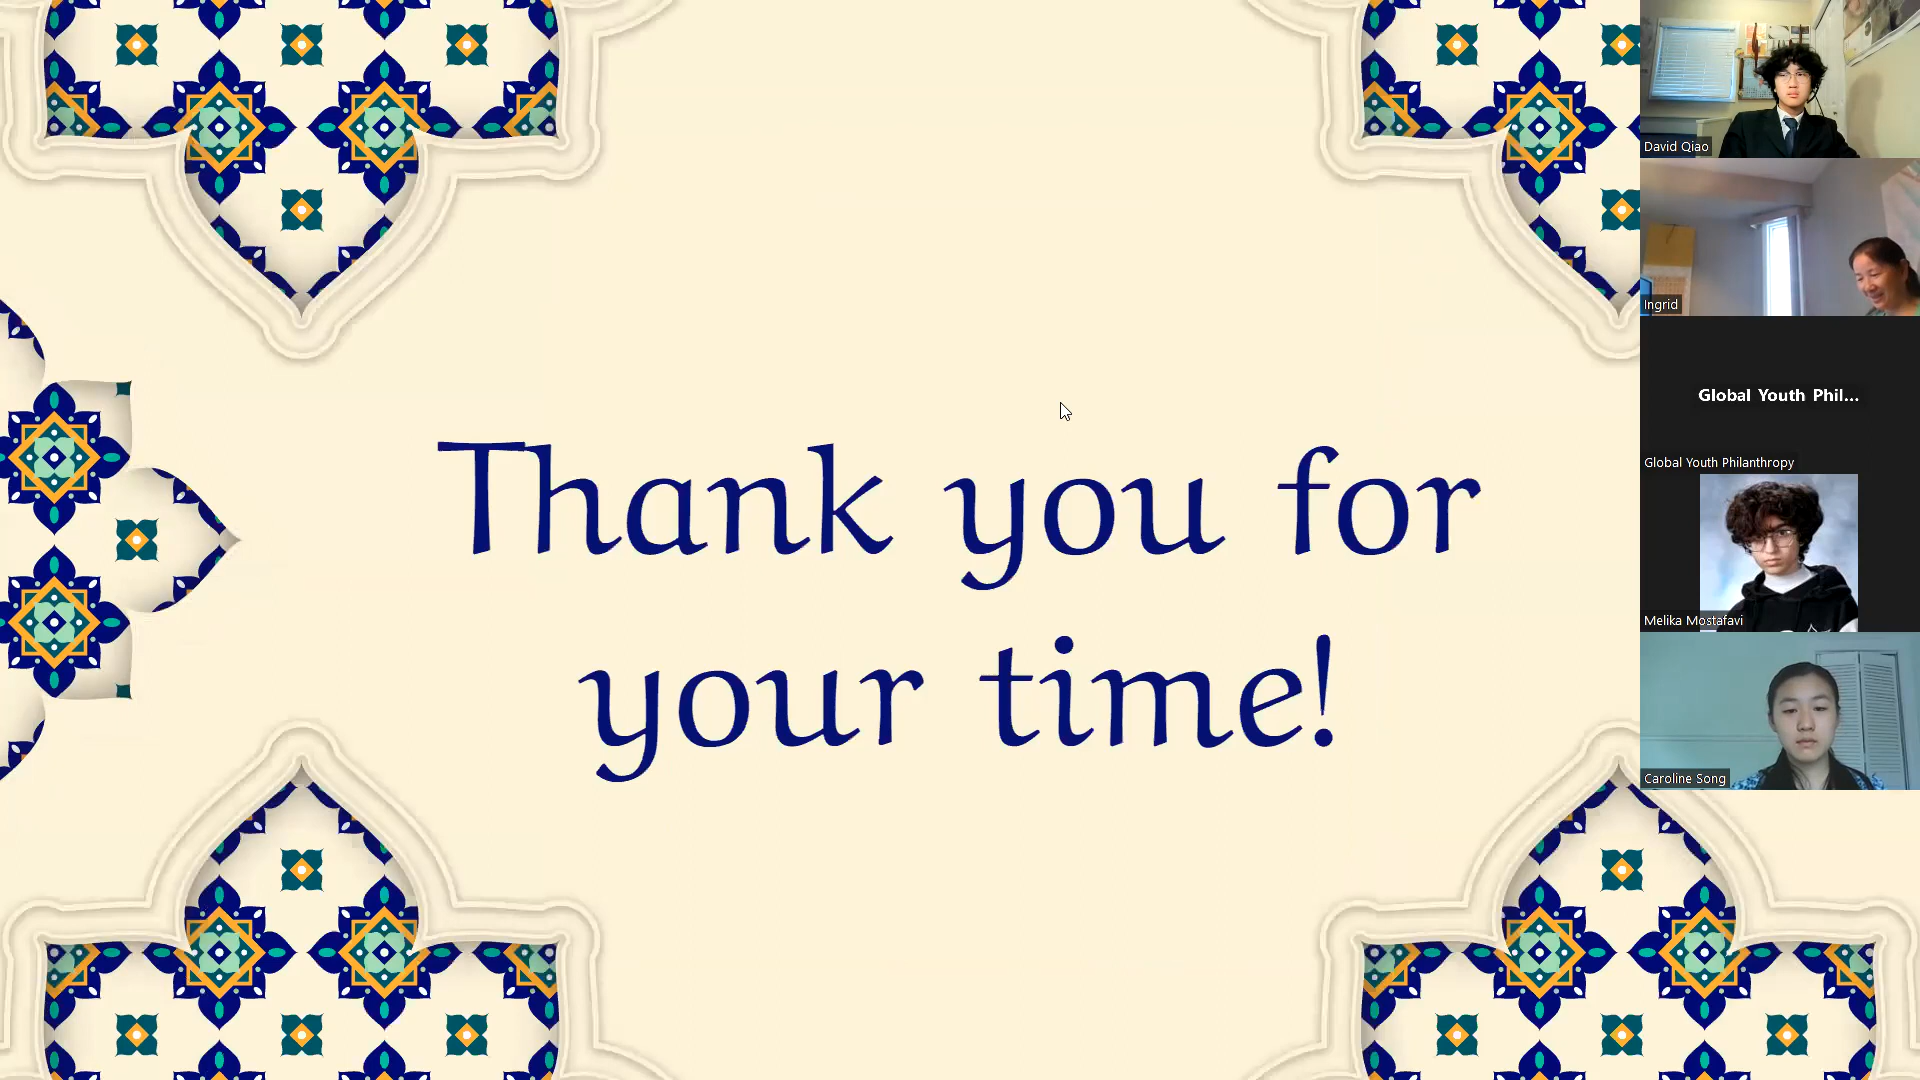 Thank you for
your time!
David Qiao
Ingrid
Global Youth Phil...
Global Youth Philanthropy
Melika Mostafavi
Caroline Song